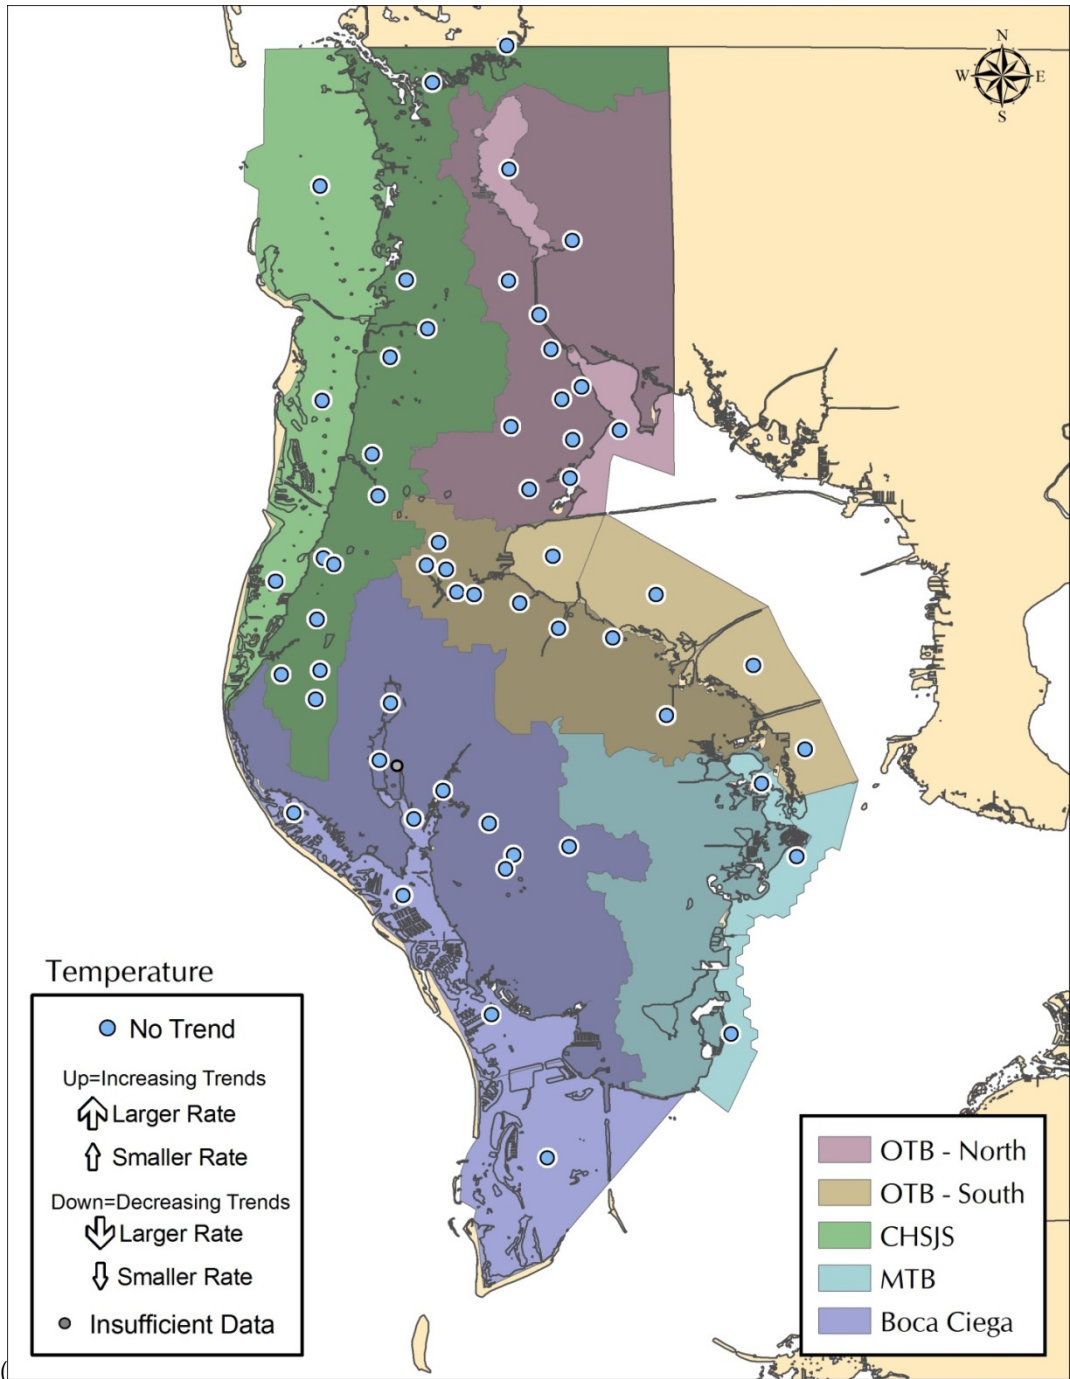 N
W E
S
Temperature
No Trend
Up=Increasing Trends
Larger Rate
Smaller Rate
Down=Decreasing Trends
Larger Rate
Smaller Rate
Insufficient Data
OTB - North
OTB - South
CHSJS
MTB
Boca Ciega
(